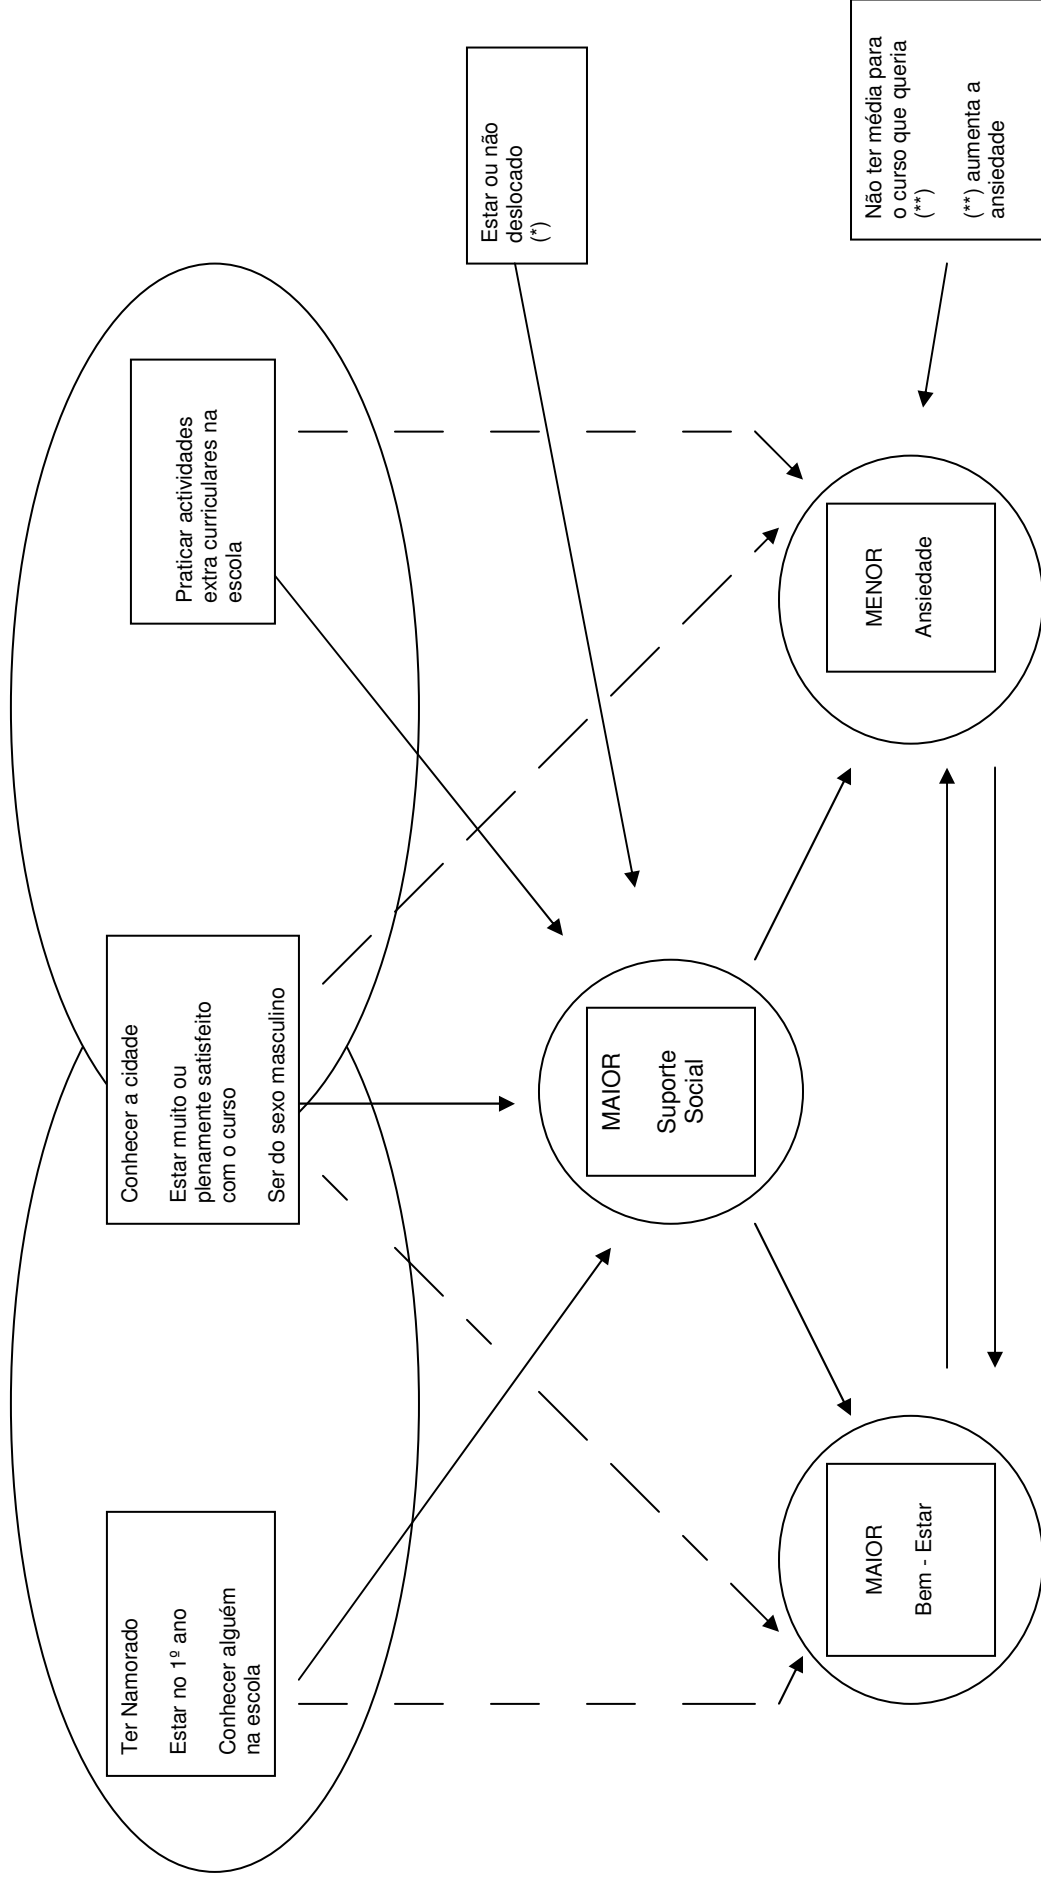 Ter Namorado
Estar no 1º ano
Conhecer alguém
na escola
Conhecer a cidade
Estar muito ou
plenamente satisfeito
com o curso
Ser do sexo masculino
Praticar actividades
extra curriculares na
escola
Estar ou não
deslocado
(*)
MAIOR
Suporte
Social
MAIOR
Bem - Estar
MENOR
Ansiedade
Não ter média para
o curso que queria
(**)
(**) aumenta a
ansiedade